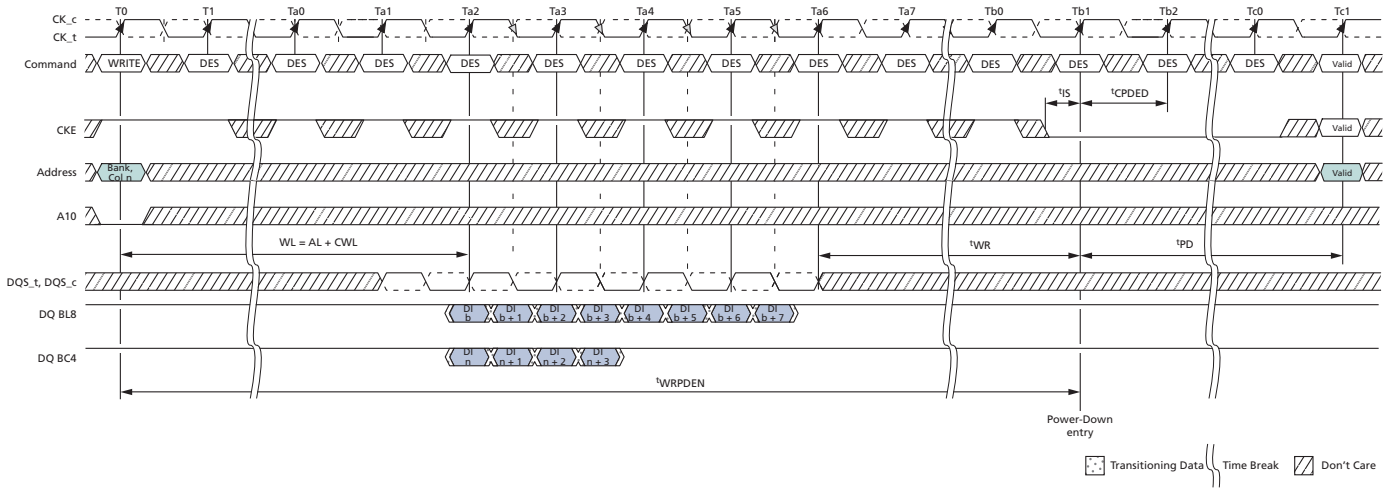 T0 T1 Ta0 Ta1 Ta2 Ta3 Ta4 Ta5 Ta6 Ta7 Tb0 Tb1 Tb2 Tc0 Tc1
CK_c
CK_t
Command WRITE DES DES DES DES DES DES DES DES DES DES DES DES DES Valid
tIS tCPDED
CKE Valid
Address Bank, Col n Valid
A10
WL = AL + CWL tWR tPD
DQS_t, DQS_c
DQ BL8 DI b DI b + 1 DI b + 2 DI b + 3 DI b + 4 DI b + 5 DI b + 6 DI b + 7
DQ BC4 DI n DI n + 1 DI n + 2 DI n + 3
tWRPDEN
Power-Down
entry
Transitioning Data Time Break Don't Care